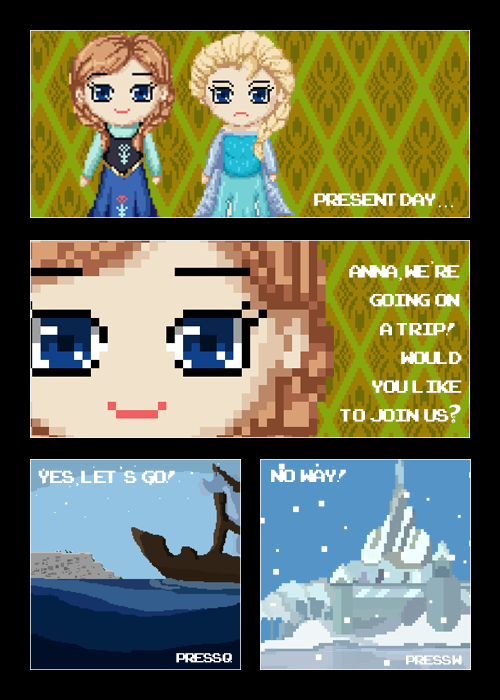 PRESENT DAY...
ANNA, WE'RE
GOING ON
A TRIP!
WOULD
YOU LIKE
TO JOIN US?
YES, LET'S GO!
PRESS Q
NO WAY!
PRESS W